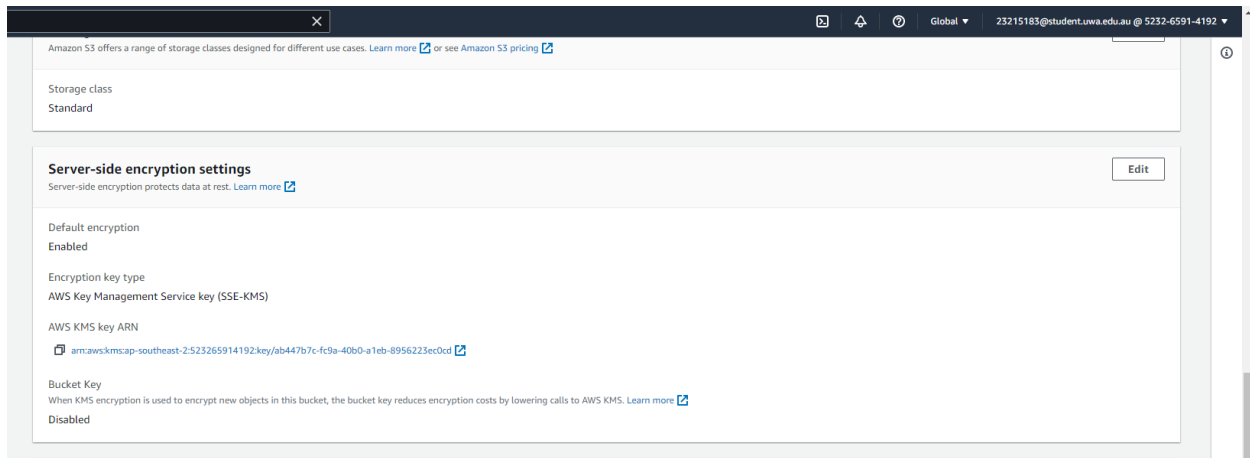 Global ▼ 23215183@student.uwa.edu.au @ 5232-6591-4192 ▼
Amazon S3 offers a range of storage classes designed for different use cases. Learn more or see Amazon S3 pricing
Storage class
Standard
Server-side encryption settings
Edit
Server-side encryption protects data at rest. Learn more
Default encryption
Enabled
Encryption key type
AWS Key Management Service key (SSE-KMS)
AWS KMS key ARN
arn:aws:kms:ap-southeast-2:523265914192:key/ab447b7c-fc9a-40b0-a1eb-8956223ec0cd
Bucket Key
When KMS encryption is used to encrypt new objects in this bucket, the bucket key reduces encryption costs by lowering calls to AWS KMS. Learn more
Disabled